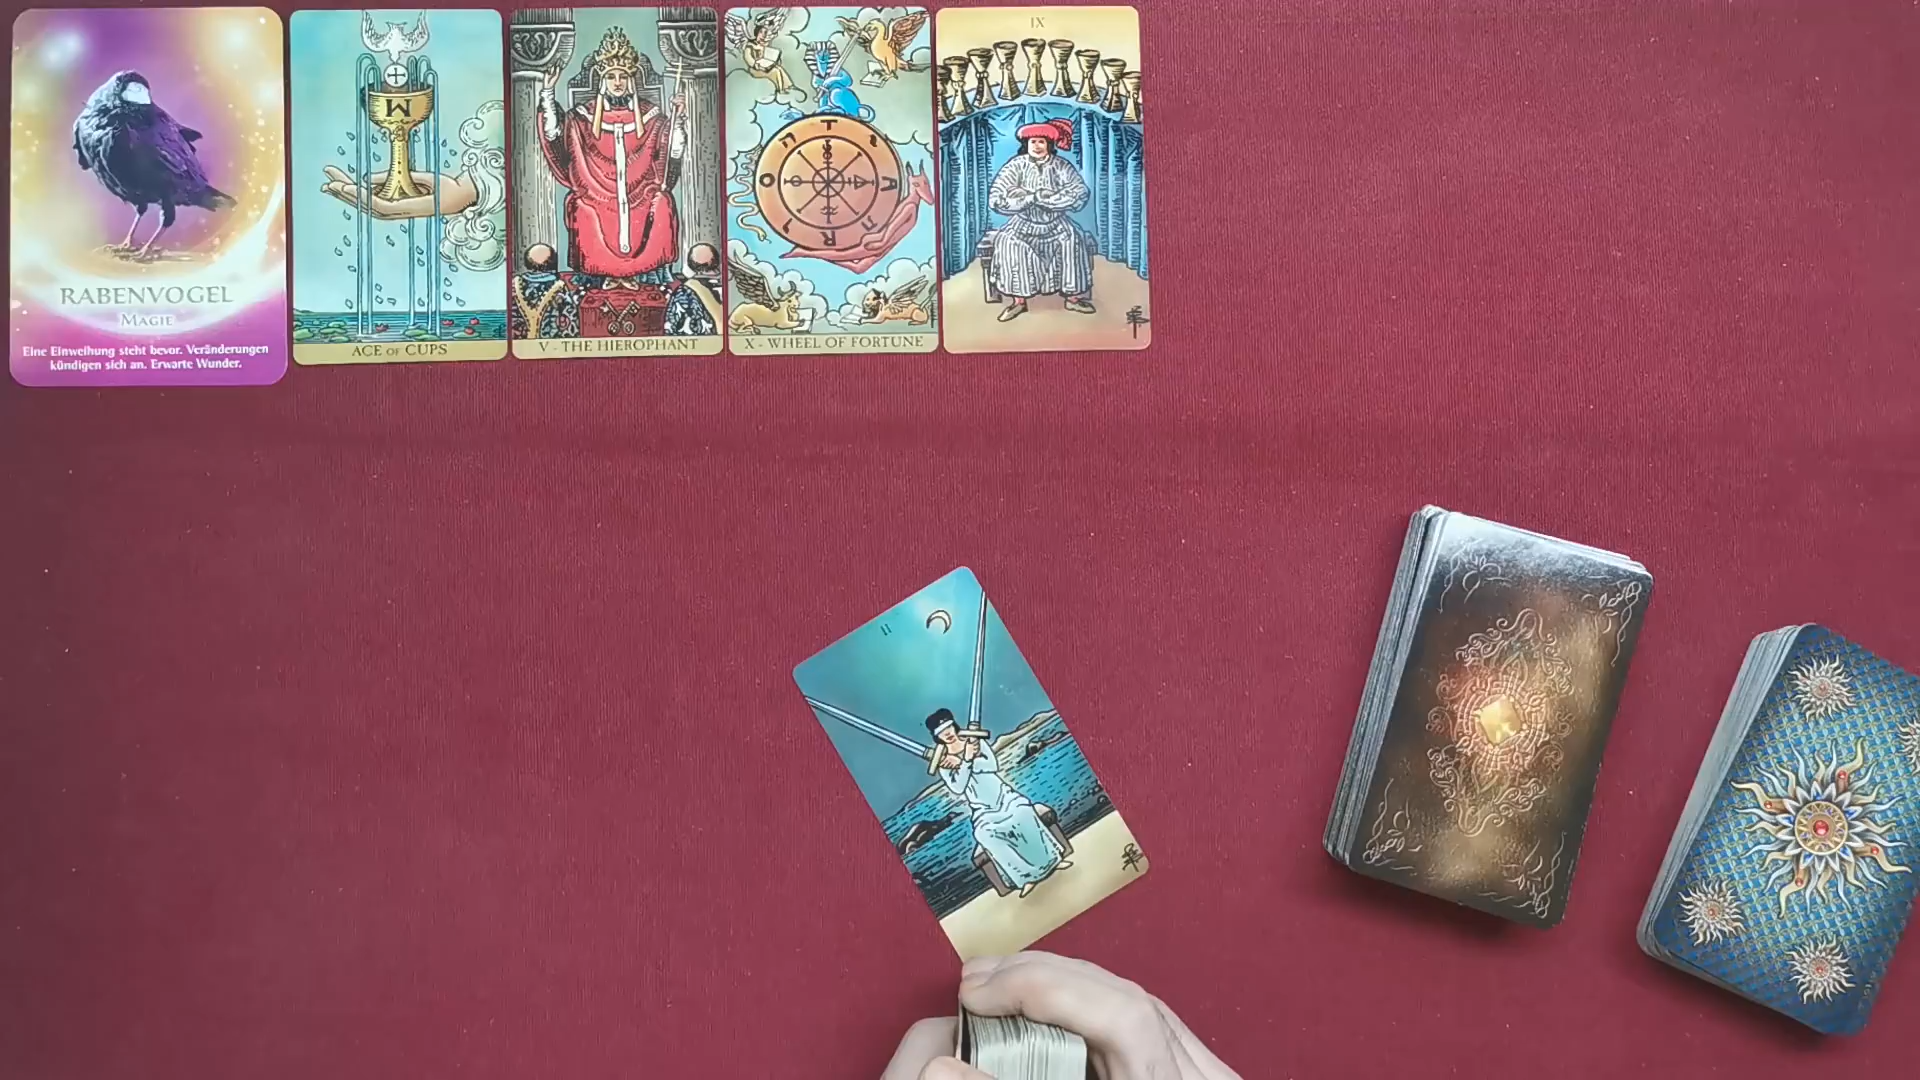 RABENVOGEL
MAGIE
Eine Einweihung steht bevor. Veränderungen
kündigen sich an. Erwarte Wunder.
ACE OF CUPS
V - THE HIEROPHANT
X - WHEEL OF FORTUNE
IX
II